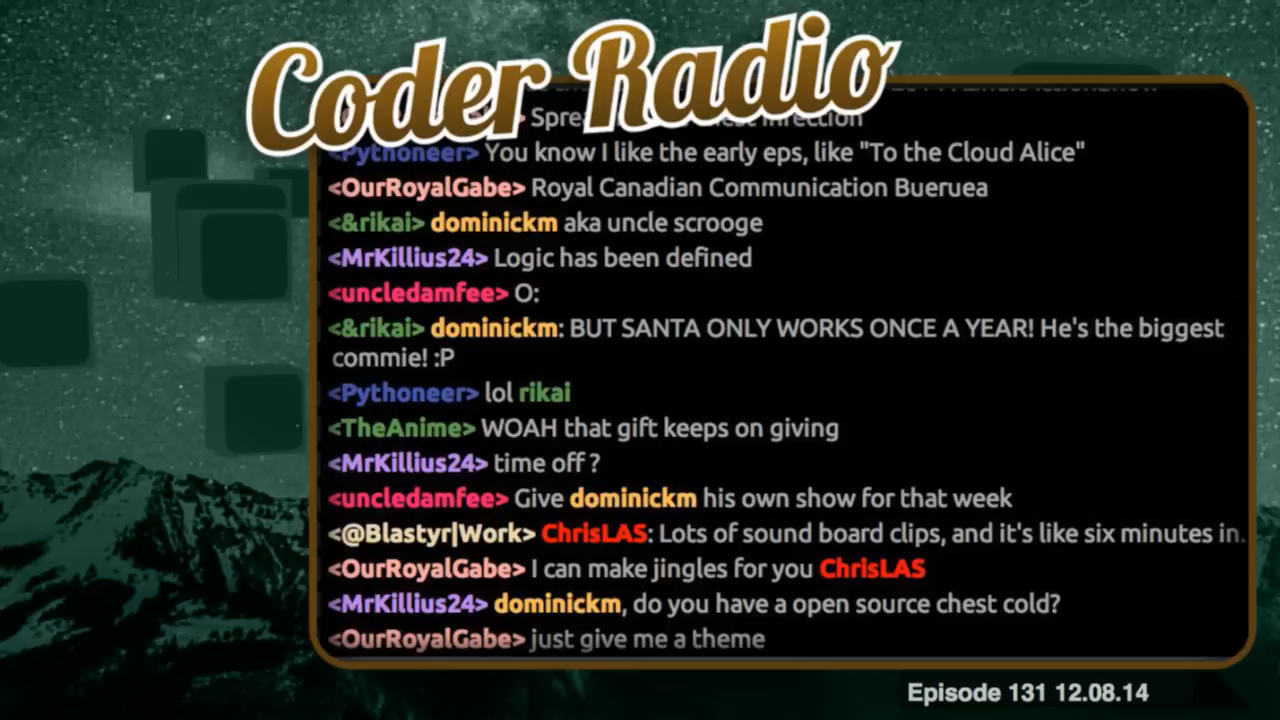 Coder Radio
infection
<Pythoneer> You know I like the early eps, like "To the Cloud Alice"
<OurRoyalGabe> Royal Canadian Communication Bueruea
<&rikai> dominickm aka uncle scrooge
<MrKillius24> Logic has been defined
<uncledamfee> O:
<&rikai> dominickm: BUT SANTA ONLY WORKS ONCE A YEAR! He's the biggest
commie! :P
<Pythoneer> lol rikai
<TheAnime> WOAH that gift keeps on giving
<MrKillius24> time off ?
<uncledamfee> Give dominickm his own show for that week
<@Blastyr|Work> ChrisLAS: Lots of sound board clips, and it's like six minutes in.
<OurRoyalGabe> I can make jingles for you ChrisLAS
<MrKillius24> dominickm, do you have a open source chest cold?
<OurRoyalGabe> just give me a theme
Episode 131 12.08.14